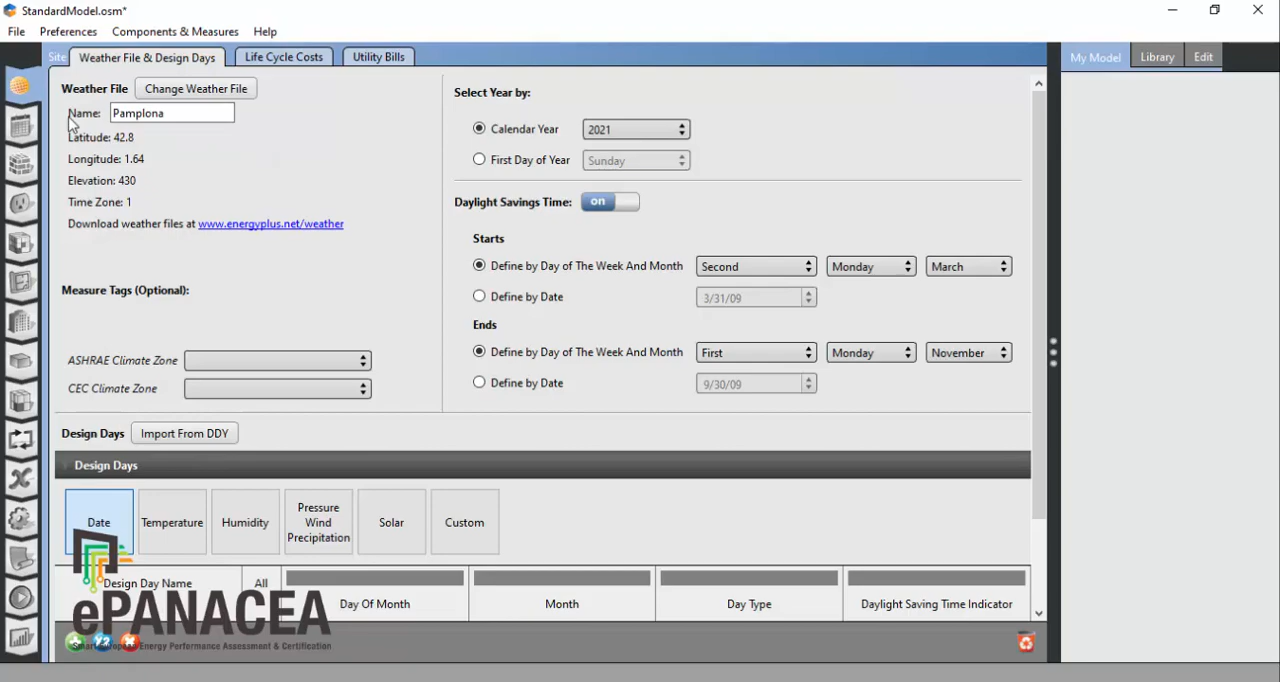 StandardModel.osm*
File Preferences Components & Measures Help
Site Weather File & Design Days Life Cycle Costs Utility Bills My Model Library Edit
Weather File Change Weather File
Name: Pamplona
Latitude: 42.8
Longitude: 1.64
Elevation: 430
Time Zone: 1
Download weather files at www.energyplus.net/weather
Measure Tags (Optional):
ASHRAE Climate Zone
CEC Climate Zone
Select Year by:
Calendar Year 2021
First Day of Year Sunday
Daylight Savings Time: on
Starts
Define by Day of The Week And Month Second Monday March
Define by Date 3/31/09
Ends
Define by Day of The Week And Month First Monday November
Define by Date 9/30/09
Design Days Import From DDY
Design Days
Date Temperature Humidity Pressure Wind Precipitation Solar Custom
Design Day Name All Day Of Month Month Day Type Daylight Saving Time Indicator
ePANACEA
Smart European Energy Performance Assessment & Certification